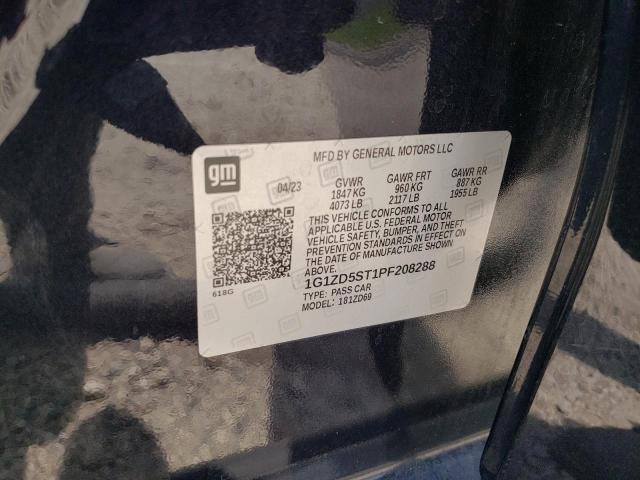 gm
MFD BY GENERAL MOTORS LLC
04/23 GVWR GAWR FRT GAWR RR
1847 KG 960 KG 887 KG
4073 LB 2117 LB 1955 LB
THIS VEHICLE CONFORMS TO ALL
APPLICABLE U.S. FEDERAL MOTOR
VEHICLE SAFETY, BUMPER, AND THEFT
PREVENTION STANDARDS IN EFFECT ON
THE DATE OF MANUFACTURE SHOWN
ABOVE.
618G
1G1ZD5ST1PF208288
TYPE: PASS CAR
MODEL: 181ZD69